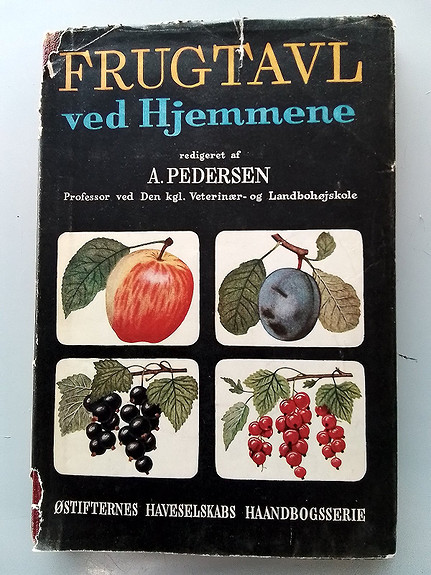 FRUGTAVL
ved Hjemmene
redigeret af
A. PEDERSEN
Professor ved Den kgl. Veterinær- og Landbohøjskole
ØSTIFTERNES HAVESELSKABS HAANDBOGSSERIE